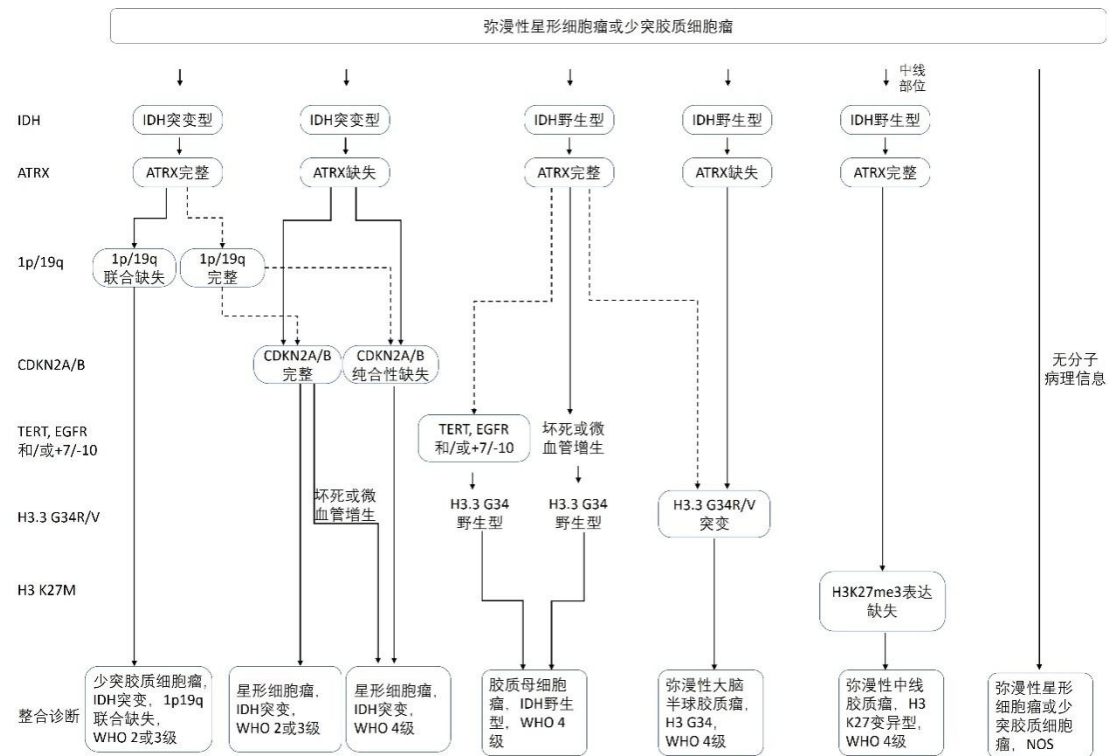 弥漫性星形细胞瘤或少突胶质细胞瘤
中线
部位
IDH
IDH突变型
IDH突变型
IDH野生型
IDH野生型
IDH野生型
ATRX
ATRX完整
ATRX缺失
ATRX完整
ATRX缺失
ATRX完整
1p/19q
1p/19q
联合缺失
1p/19q
完整
CDKN2A/B
CDKN2A/B
完整
CDKN2A/B
纯合性缺失
无分子
病理信息
TERT, EGFR
和/或+7/-10
TERT, EGFR
和/或+7/-10
坏死或微
血管增生
坏死或微
血管增生
H3.3 G34R/V
H3.3 G34
野生型
H3.3 G34
野生型
H3.3 G34R/V
突变
H3 K27M
H3K27me3表达
缺失
整合诊断
少突胶质细胞瘤,
IDH突变, 1p19q
联合缺失,
WHO 2或3级
星形细胞瘤,
IDH突变,
WHO 2或3级
星形细胞瘤,
IDH突变,
WHO 4级
胶质母细胞
瘤, IDH野生
型, WHO 4
级
弥漫性大脑
半球胶质瘤,
H3 G34,
WHO 4级
弥漫性中线
胶质瘤, H3
K27变异型,
WHO 4级
弥漫性星形
细胞瘤或少
突胶质细胞
瘤, NOS